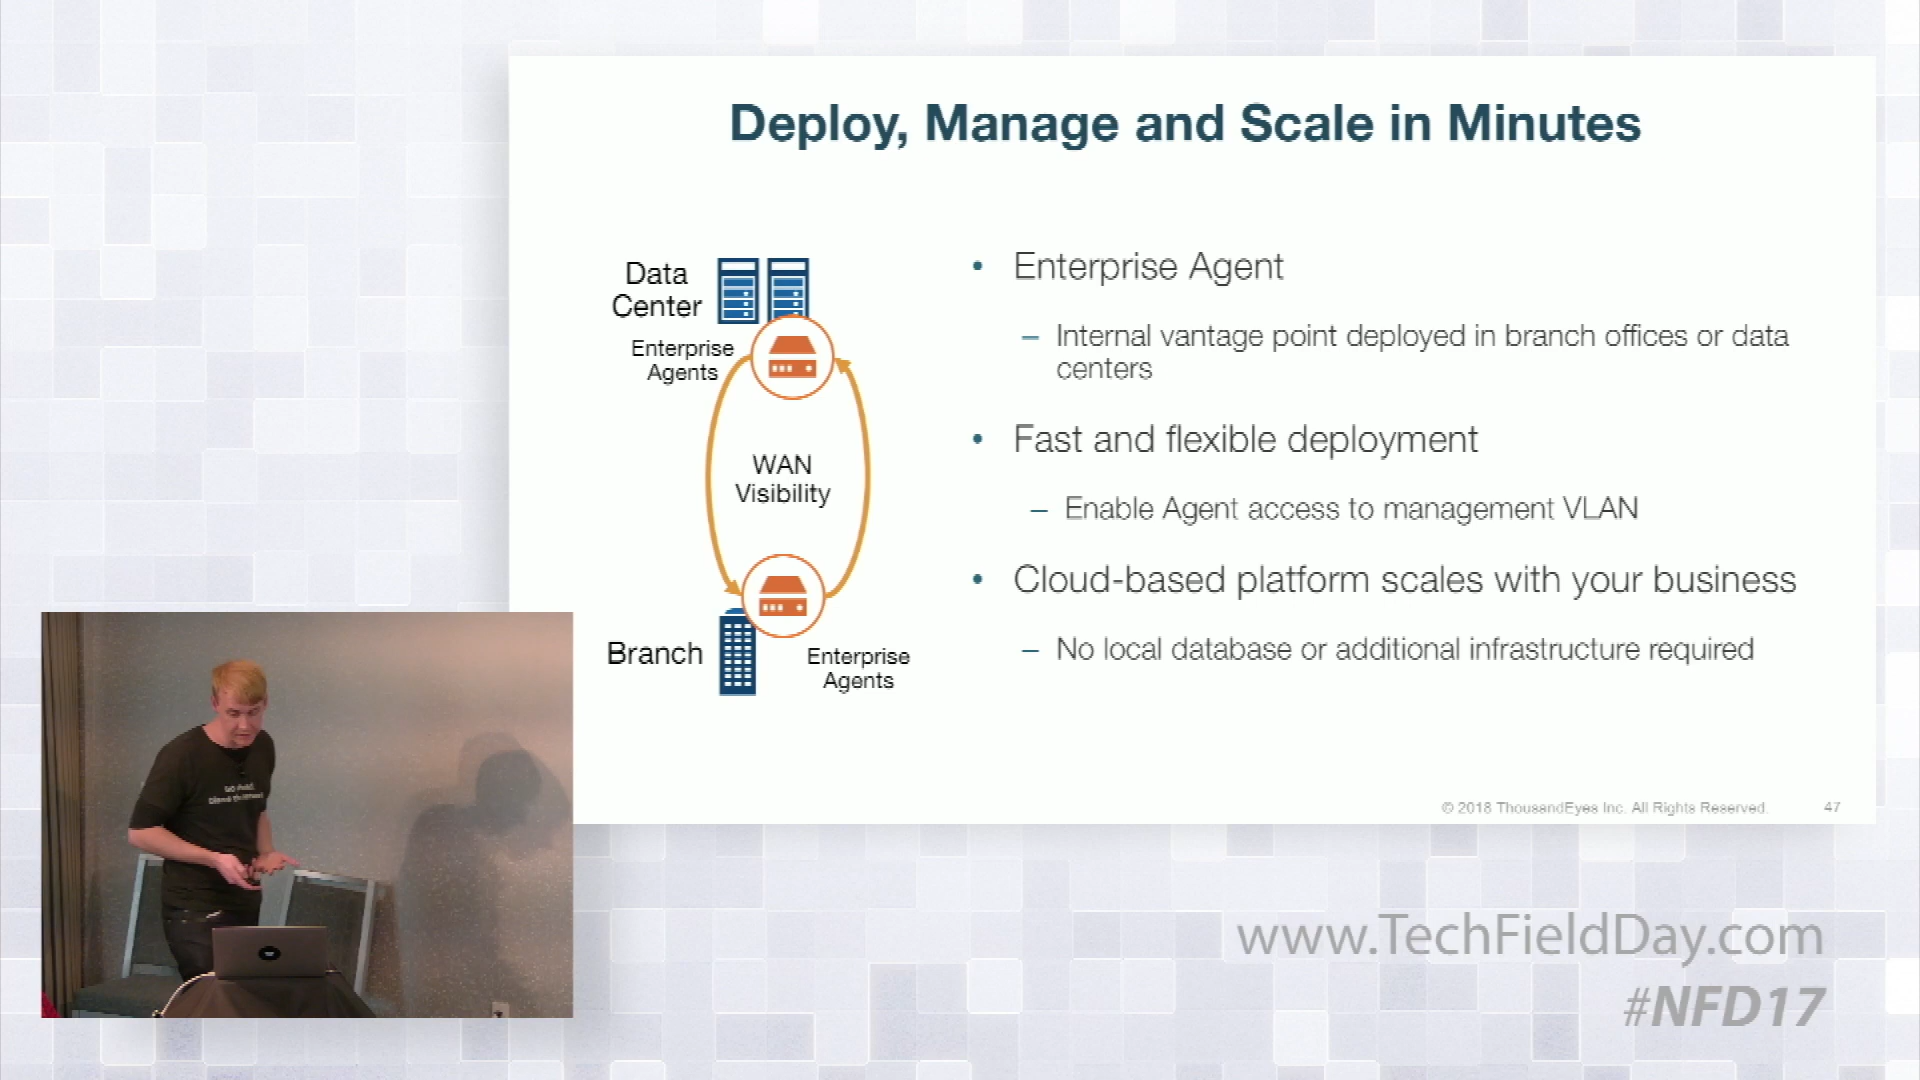 Deploy, Manage and Scale in Minutes
Data
Center
Enterprise
Agents
WAN
Visibility
Branch
Enterprise
Agents
• Enterprise Agent
– Internal vantage point deployed in branch offices or data
centers
• Fast and flexible deployment
– Enable Agent access to management VLAN
• Cloud-based platform scales with your business
– No local database or additional infrastructure required
© 2018 ThousandEyes Inc. All Rights Reserved.
47
www.TechFieldDay.com
#NFD17